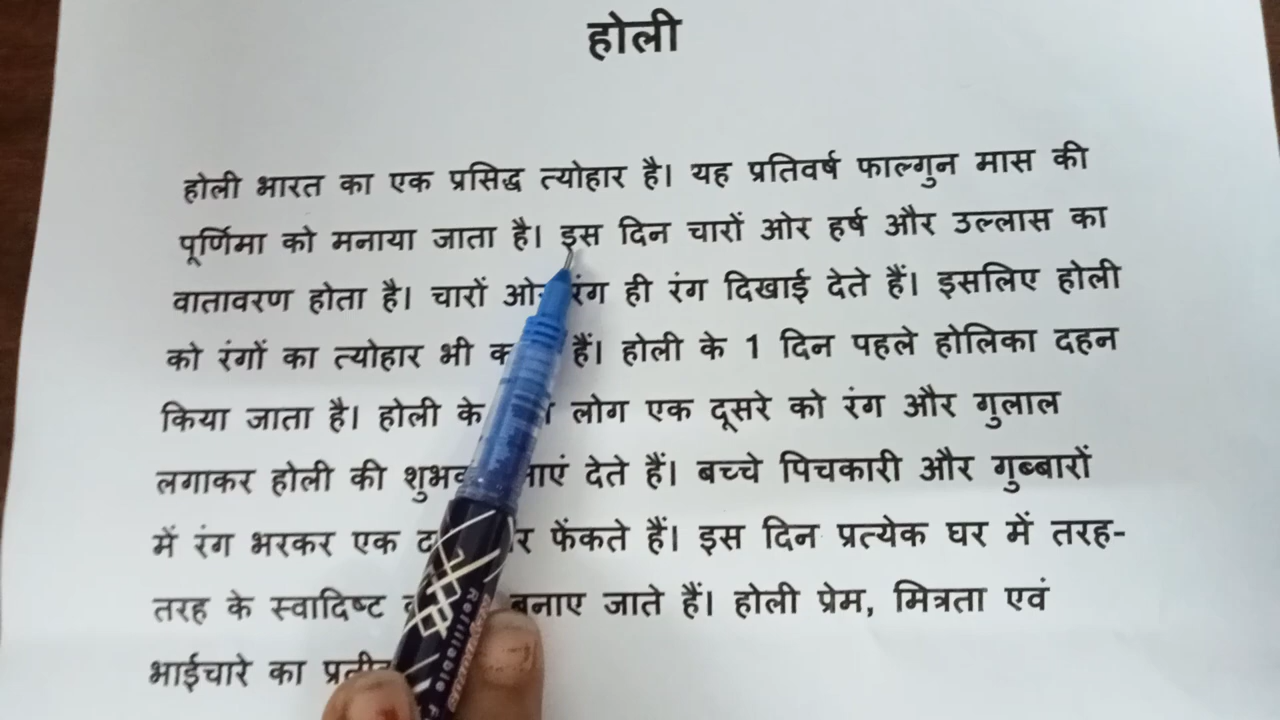 होली
होली भारत का एक प्रसिद्ध त्योहार है। यह प्रतिवर्ष फाल्गुन मास की
पूर्णिमा को मनाया जाता है। इस दिन चारों ओर हर्ष और उल्लास का
वातावरण होता है। चारों रंग ही रंग दिखाई देते हैं। इसलिए होली
को रंगों का त्योहार भी हैं। होली के 1 दिन पहले होलिका दहन
किया जाता है। होली के लोग एक दूसरे को रंग और गुलाल
लगाकर होली की देते हैं। बच्चे पिचकारी और गुब्बारों
में रंग भरकर एक फेंकते हैं। इस दिन प्रत्येक घर में तरह-
तरह के स्वादिष्ट बनाए जाते हैं। होली प्रेम, मित्रता एवं
भाईचारे का
Refillable